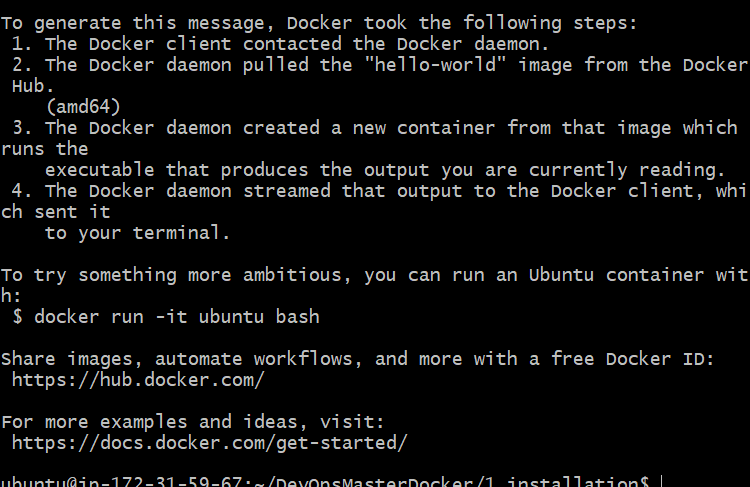 To generate this message, Docker took the following steps:
 1. The Docker client contacted the Docker daemon.
 2. The Docker daemon pulled the "hello-world" image from the Docker
 Hub.
    (amd64)
 3. The Docker daemon created a new container from that image which
runs the
    executable that produces the output you are currently reading.
 4. The Docker daemon streamed that output to the Docker client, whi
ch sent it
    to your terminal.

To try something more ambitious, you can run an Ubuntu container wit
h:
 $ docker run -it ubuntu bash

Share images, automate workflows, and more with a free Docker ID:
 https://hub.docker.com/

For more examples and ideas, visit:
 https://docs.docker.com/get-started/

ubuntu@ip-172-31-59-67:~/DevOpsMasterDocker/1_installation$